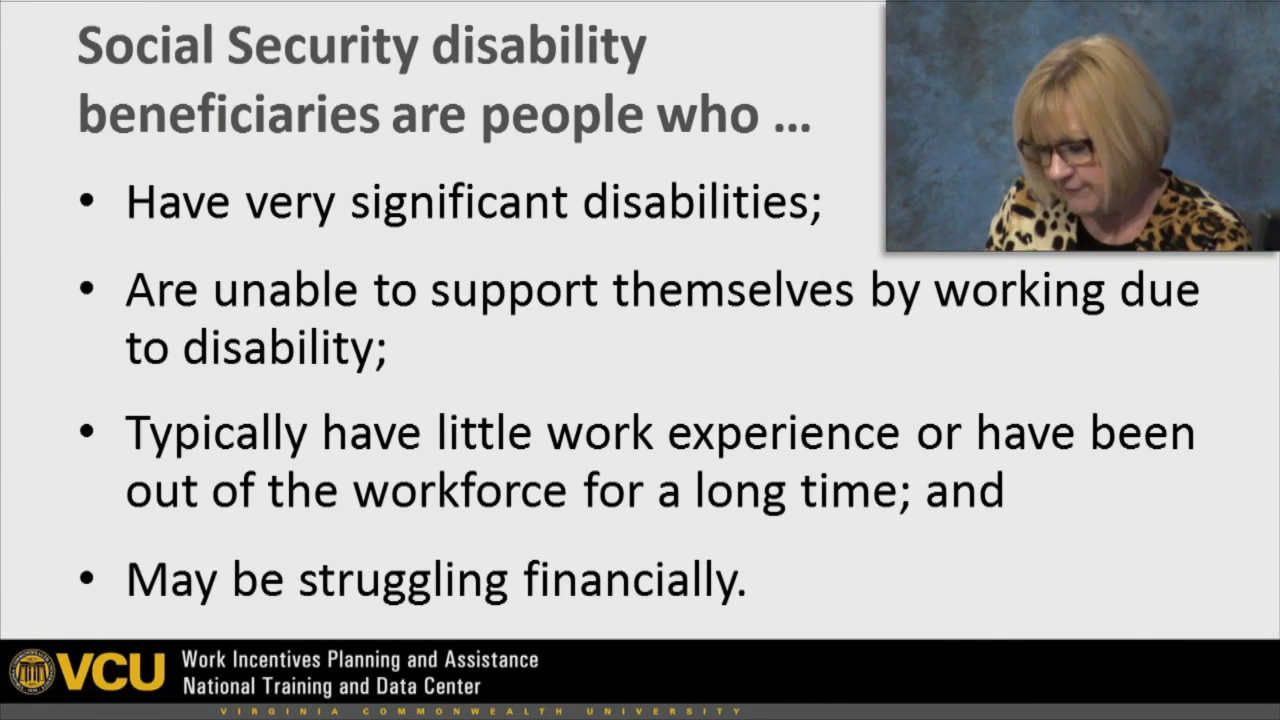 Social Security disability
beneficiaries are people who ...
• Have very significant disabilities;
• Are unable to support themselves by working due
to disability;
• Typically have little work experience or have been
out of the workforce for a long time; and
• May be struggling financially.
VCU
Work Incentives Planning and Assistance
National Training and Data Center
VIRGINIA COMMONWEALTH UNIVERSITY